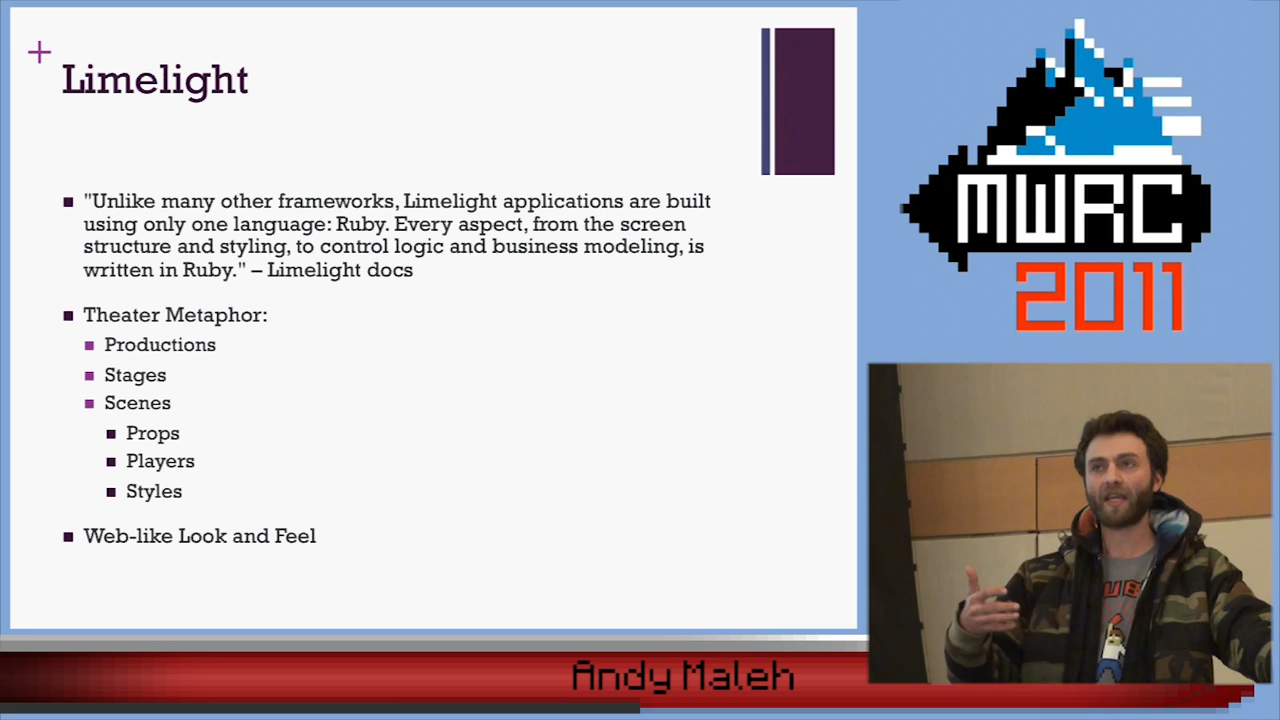 +
Limelight
"Unlike many other frameworks, Limelight applications are built
using only one language: Ruby. Every aspect, from the screen
structure and styling, to control logic and business modeling, is
written in Ruby." – Limelight docs
Theater Metaphor:
Productions
Stages
Scenes
Props
Players
Styles
Web-like Look and Feel
MWRC
2011
Andy Maleh